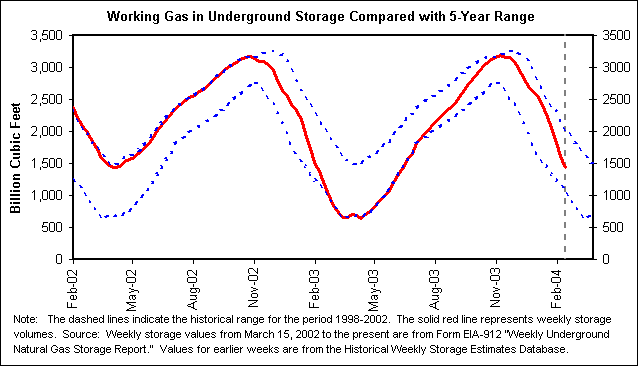 Working Gas in Underground Storage Compared with 5-Year Range
Billion Cubic Feet
3,500
3,000
2,500
2,000
1,500
1,000
500
0
3500
3000
2500
2000
1500
1000
500
0
Feb-02
May-02
Aug-02
Nov-02
Feb-03
May-03
Aug-03
Nov-03
Feb-04
Note: The dashed lines indicate the historical range for the period 1998-2002. The solid red line represents weekly storage
volumes. Source: Weekly storage values from March 15, 2002 to the present are from Form EIA-912 "Weekly Underground
Natural Gas Storage Report." Values for earlier weeks are from the Historical Weekly Storage Estimates Database.